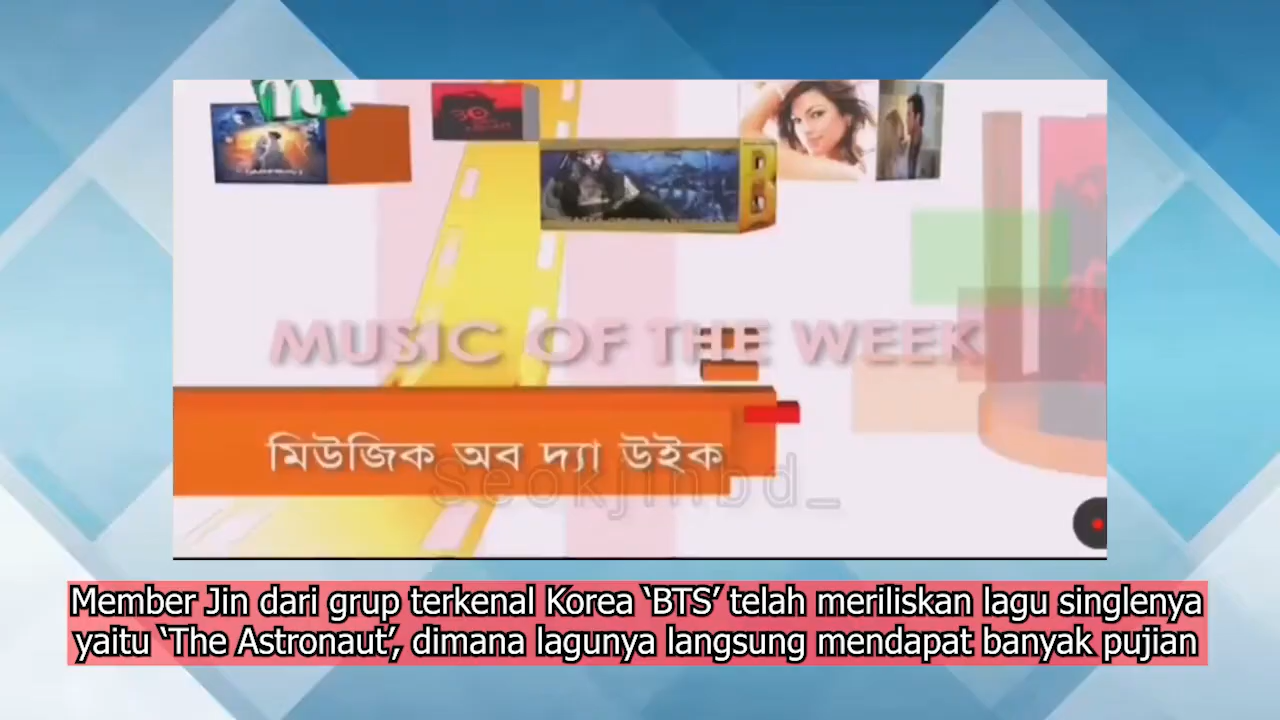 MUSIC OF THE WEEK
মিউজিক অব দ্যা উইক
Seokjinbd_
Member Jin dari grup terkenal Korea ‘BTS’ telah meriliskan lagu singlenya
yaitu ‘The Astronaut’, dimana lagunya langsung mendapat banyak pujian